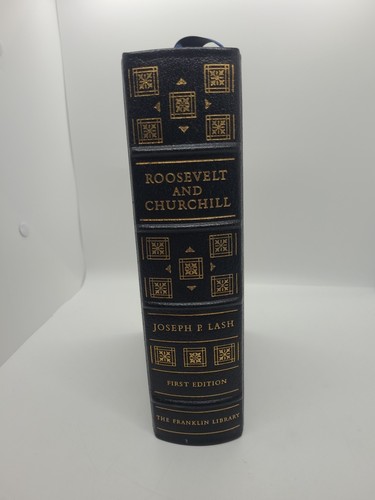 ROOSEVELT
AND
CHURCHILL
JOSEPH P. LASH
FIRST EDITION
THE FRANKLIN LIBRARY